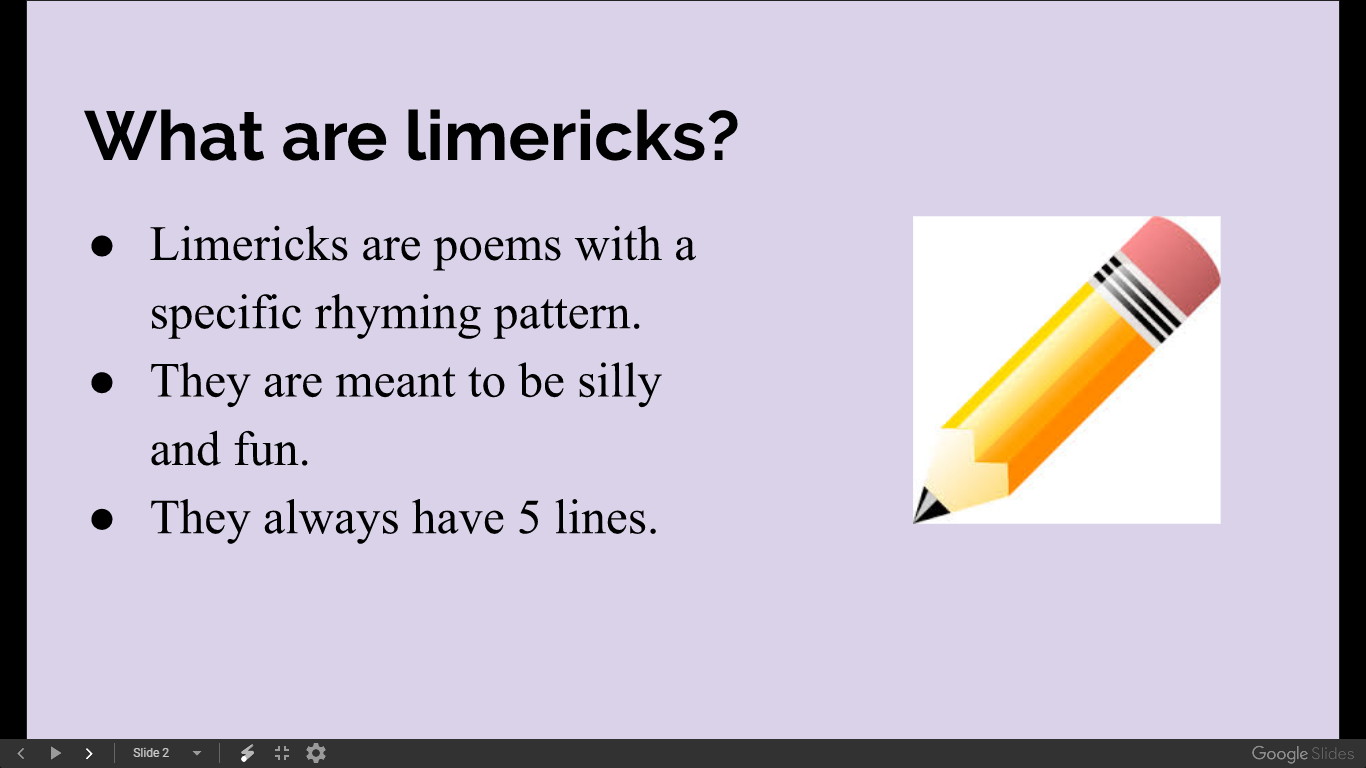 What are limericks?
● Limericks are poems with a
specific rhyming pattern.
● They are meant to be silly
and fun.
● They always have 5 lines.
Slide 2
Google Slides